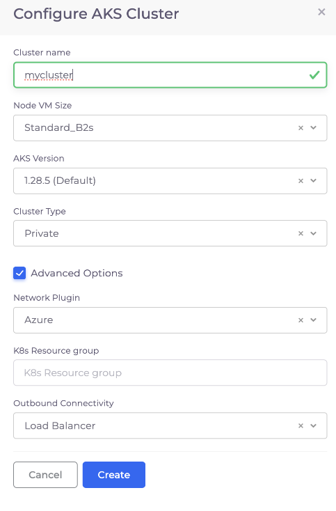 Configure AKS Cluster
Cluster name
mycluster
Node VM Size
Standard_B2s
AKS Version
1.28.5 (Default)
Cluster Type
Private
Advanced Options
Network Plugin
Azure
K8s Resource group
K8s Resource group
Outbound Connectivity
Load Balancer
Cancel Create